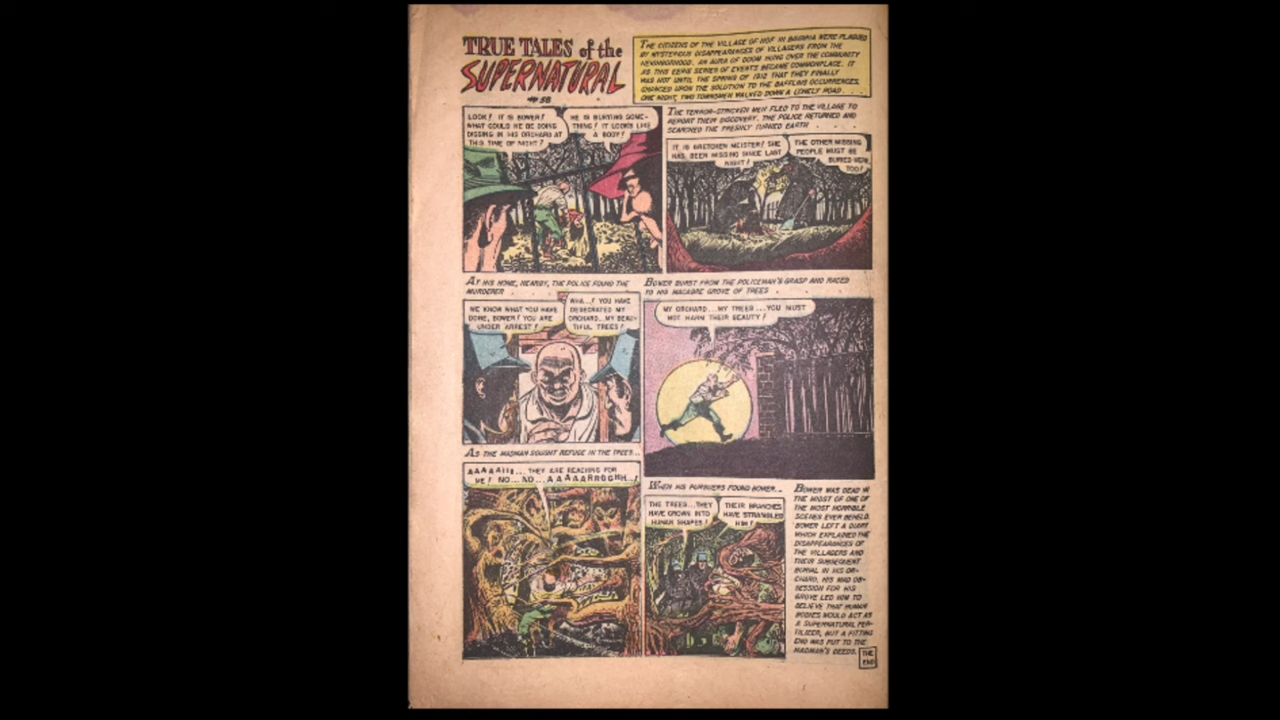 TRUE TALES of the
SUPERNATURAL
# 58
THE CITIZENS OF THE VILLAGE OF HOF IN BAVARIA WERE PLAGUED
BY MYSTERIOUS DISAPPEARANCES OF VILLAGERS FROM THE
NEIGHBORHOOD. AN AURA OF DOOM HUNG OVER THE COMMUNITY
AS THIS EERIE SERIES OF EVENTS BECAME COMMONPLACE. IT
WAS NOT UNTIL THE SPRING OF 1912 THAT THEY FINALLY
CHANCED UPON THE SOLUTION TO THE BAFFLING OCCURRENCES.
ONE NIGHT, TWO TOWNSMEN WALKED DOWN A LONELY ROAD . . .
LOOK! IT IS BOWER!
WHAT COULD HE BE DOING
DIGGING IN HIS ORCHARD AT
THIS TIME OF NIGHT?
HE IS BURYING SOME-
THING! IT LOOKS LIKE
A BODY!
THE TERROR-STRICKEN MEN FLED TO THE VILLAGE TO
REPORT THEIR DISCOVERY. THE POLICE RETURNED AND
SEARCHED THE FRESHLY TURNED EARTH . . . .
IT IS GRETCHEN MEISTER! SHE
HAS BEEN MISSING SINCE LAST
NIGHT!
THE OTHER MISSING
PEOPLE MUST BE
BURIED HERE
TOO!
AT HIS HOME, NEARBY, THE POLICE FOUND THE
MURDERER . . .
WE KNOW WHAT YOU HAVE
DONE, BOWER! YOU ARE
UNDER ARREST!
WHA...? YOU HAVE
DESECRATED MY
ORCHARD...MY BEAU-
TIFUL TREES!
BOWER BURST FROM THE POLICEMAN'S GRASP AND RACED
TO HIS MACABRE GROVE OF TREES . . .
MY ORCHARD...MY TREES...YOU MUST
NOT HARM THEIR BEAUTY!
AS THE MADMAN SOUGHT REFUGE IN THE TREES...
AAAAAIII... THEY ARE REACHING FOR
ME! NO...NO...AAAAARROGHH...!
WHEN HIS PURSUERS FOUND BOWER...
THE TREES...THEY
HAVE GROWN INTO
HUMAN SHAPES!
THEIR BRANCHES
HAVE STRANGLED
HIM!
BOWER WAS DEAD IN
THE MIDST OF ONE OF
THE MOST HORRIBLE
SCENES EVER BEHELD.
BOWER LEFT A DIARY
WHICH EXPLAINED THE
DISAPPEARANCES OF
THE VILLAGERS AND
THEIR SUBSEQUENT
BURIAL IN HIS OR-
CHARD. HIS MAD OB-
SESSION FOR HIS
GROVE LED HIM TO
BELIEVE THAT HUMAN
BODIES WOULD ACT AS
A SUPERNATURAL FER-
TILIZER, BUT A FITTING
END WAS PUT TO THE
MADMAN'S DEEDS.
THE
END